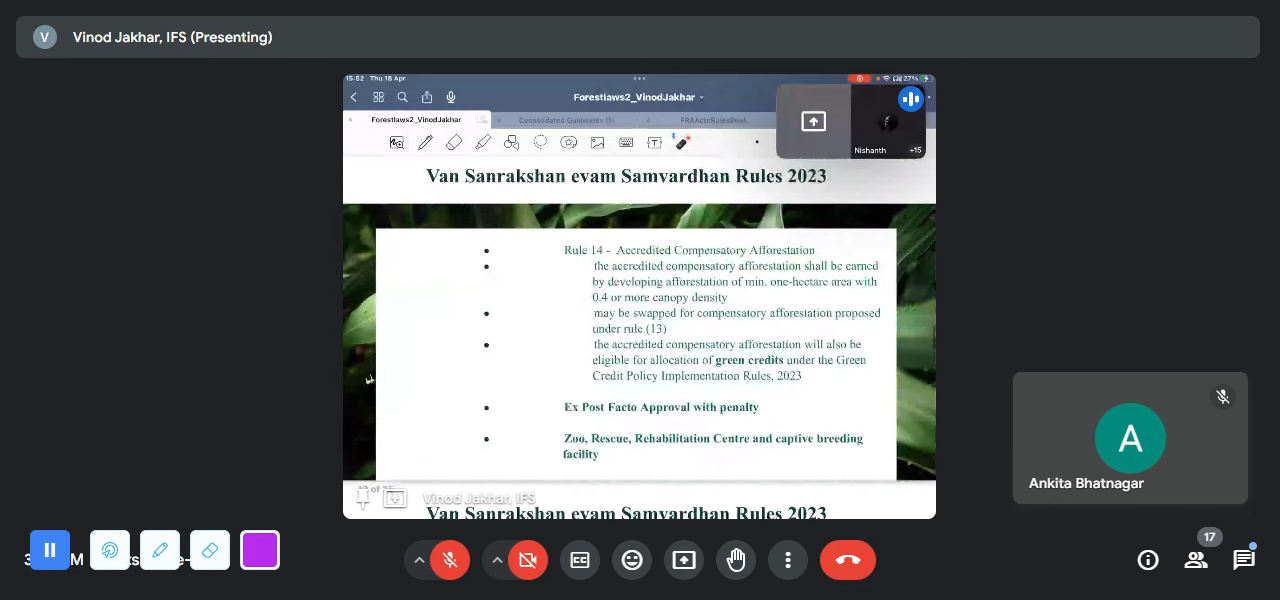 V
Vinod Jakhar, IFS (Presenting)
15:52 Thu 18 Apr
27%
Forestlaws2_VinodJakhar
Forestlaws2_VinodJakhar
Consolidated Guidelines (1)
T
Nishanth
+15
Van Sanrakshan evam Samvardhan Rules 2023
Rule 14 - Accredited Compensatory Afforestation
the accredited compensatory afforestation shall be earned
by developing afforestation of min. one-hectare area with
0.4 or more canopy density
may be swapped for compensatory afforestation proposed
under rule (13)
the accredited compensatory afforestation will also be
eligible for allocation of green credits under the Green
Credit Policy Implementation Rules, 2023
Ex Post Facto Approval with penalty
Zoo, Rescue, Rehabilitation Centre and captive breeding
facility
Vinod Jakhar, IFS
Van Sanrakshan evam Samvardhan Rules 2023
A
Ankita Bhatnagar
17